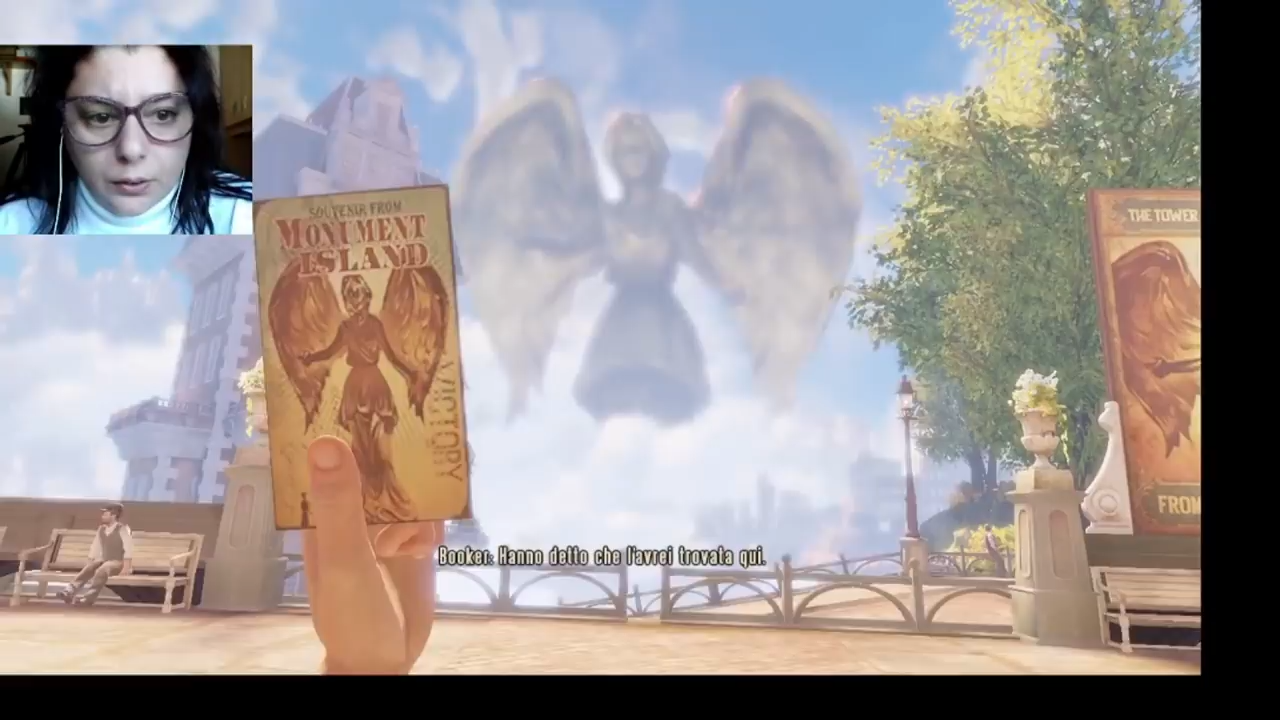 SOUVENIR FROM
MONUMENT
ISLAND
VICTORY
THE TOWER
FROM
Booker: Hanno detto che l'avrei trovata qui.